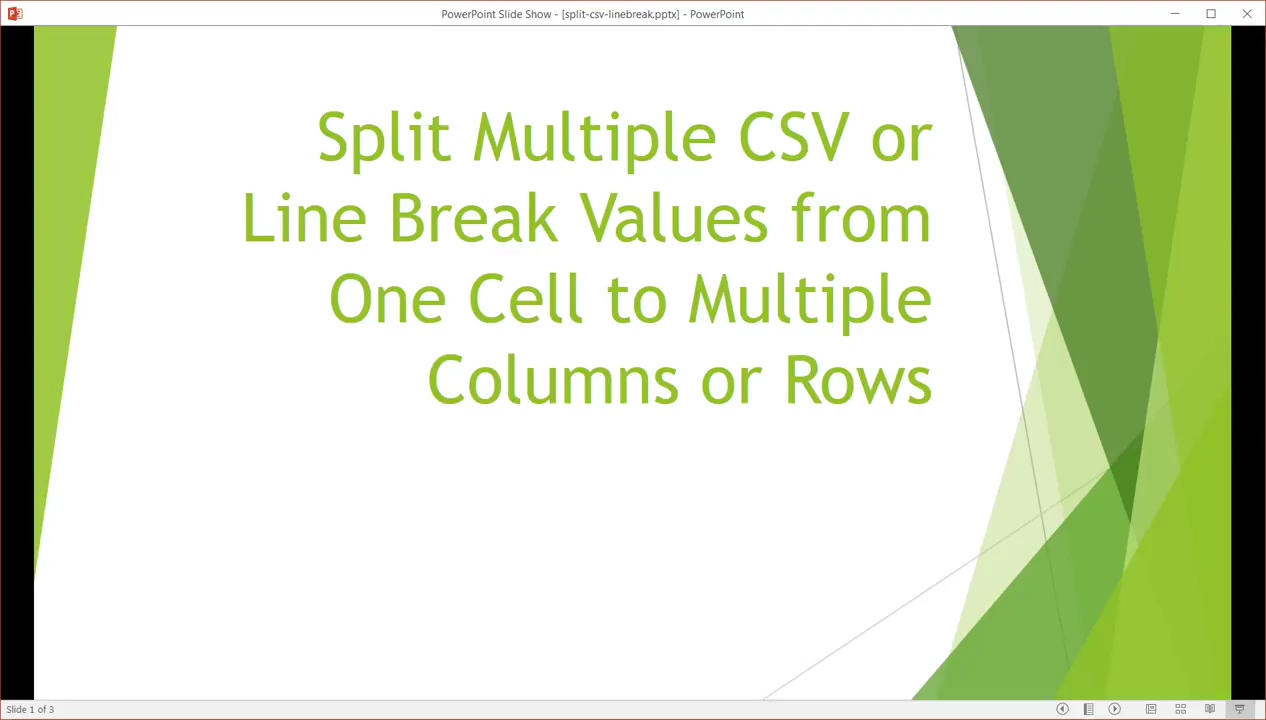 PowerPoint Slide Show - [split-csv-linebreak.pptx] - PowerPoint
Split Multiple CSV or
Line Break Values from
One Cell to Multiple
Columns or Rows
Slide 1 of 3